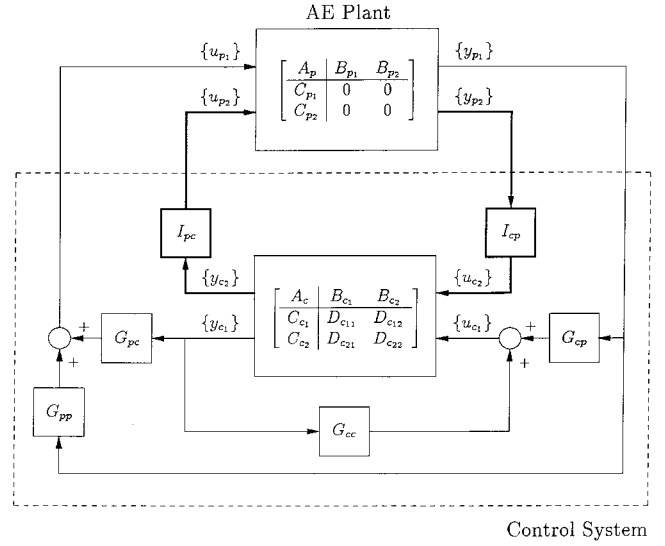 AE Plant
{u_{p_1}}
{y_{p_1}}
A_p B_{p_1} B_{p_2}
C_{p_1} 0 0
C_{p_2} 0 0
{u_{p_2}}
{y_{p_2}}
I_{pc}
I_{cp}
{y_{c_2}}
{u_{c_2}}
A_c B_{c_1} B_{c_2}
C_{c_1} D_{c_{11}} D_{c_{12}}
C_{c_2} D_{c_{21}} D_{c_{22}}
{y_{c_1}}
{u_{c_1}}
+
G_{pc}
+
G_{cp}
+
+
G_{pp}
G_{cc}
Control System